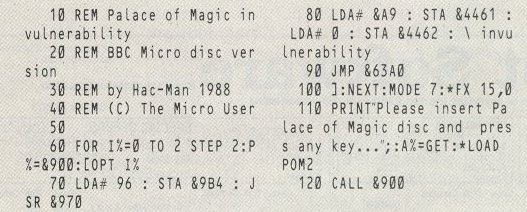 10 REM Palace of Magic in
vulnerability
20 REM BBC Micro disc ver
sion
30 REM by Hac-Man 1988
40 REM (C) The Micro User
50
60 FOR I%=0 TO 2 STEP 2:P
%=&900:[OPT I%
70 LDA# 96 : STA &9B4 : J
SR &970
80 LDA# &A9 : STA &4461 :
LDA# 0 : STA &4462 : \ invu
lnerability
90 JMP &63A0
100 ]:NEXT:MODE 7:*FX 15,0
110 PRINT"Please insert Pa
lace of Magic disc and  pres
s any key...";:A%=GET:*LOAD
POM2
120 CALL &900